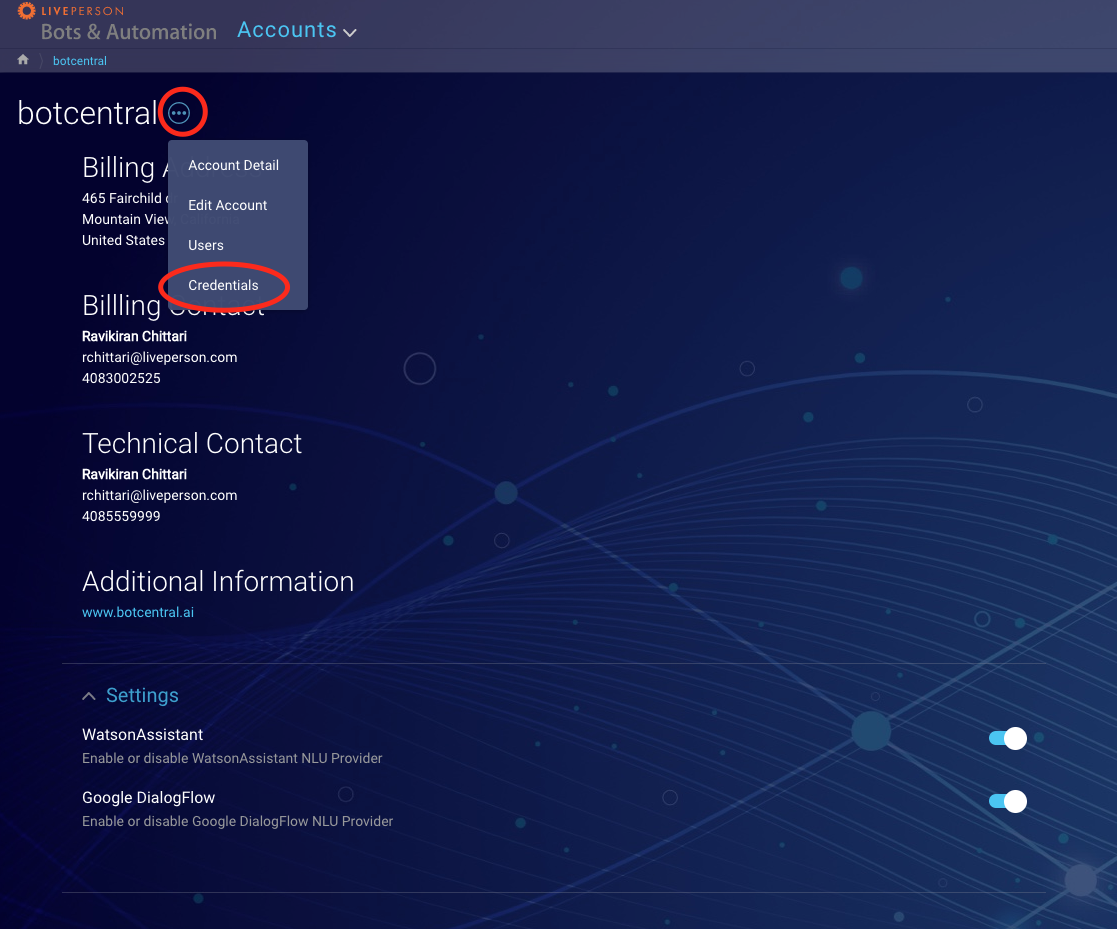 LIVEPERSON
Bots & Automation
Accounts
botcentral
botcentral
Account Detail
Edit Account
Users
Credentials
Billing
465 Fairchild
Mountain View
United States
Billling Contact
Ravikiran Chittari
rchittari@liveperson.com
4083002525
Technical Contact
Ravikiran Chittari
rchittari@liveperson.com
4085559999
Additional Information
www.botcentral.ai
Settings
WatsonAssistant
Enable or disable WatsonAssistant NLU Provider
Google DialogFlow
Enable or disable Google DialogFlow NLU Provider